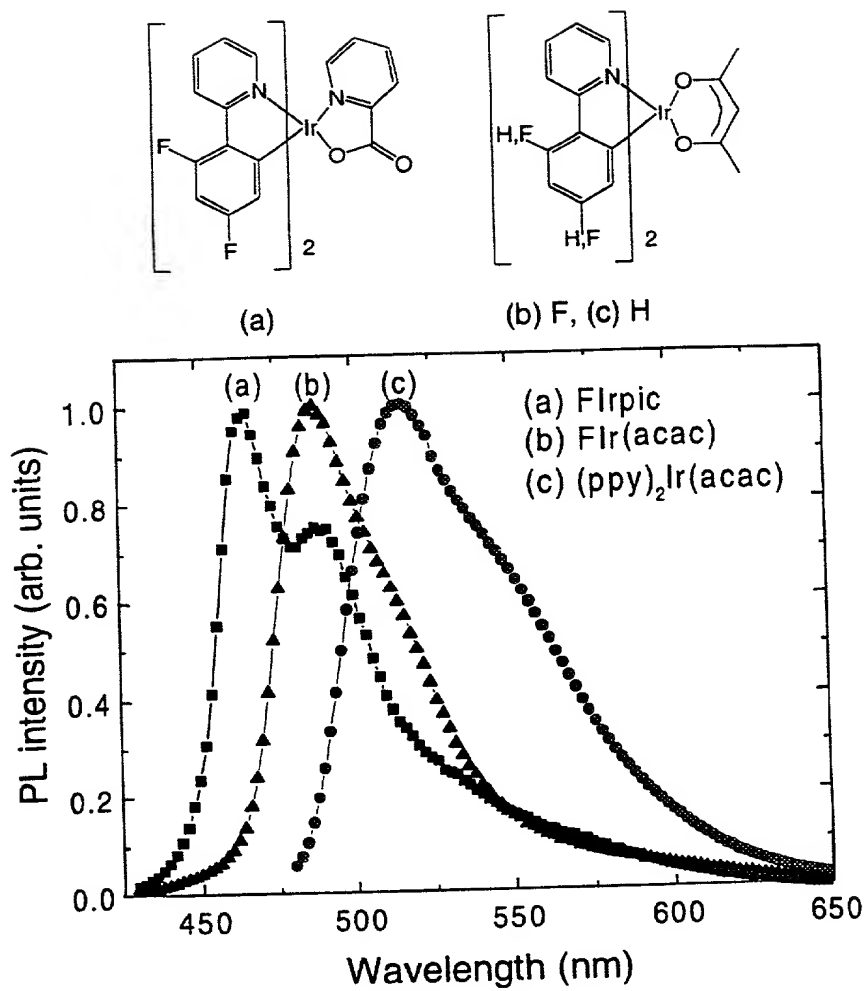 N
N
Ir
O
O
F
F
2
N
Ir
O
O
H,F
H,F
2
(a)
(b) F, (c) H
(a)
(b)
(c)
(a) FIrpic
(b) FIr(acac)
(c) (ppy)₂Ir(acac)
PL intensity (arb. units)
1.0
0.8
0.6
0.4
0.2
0.0
450
500
550
600
650
Wavelength (nm)